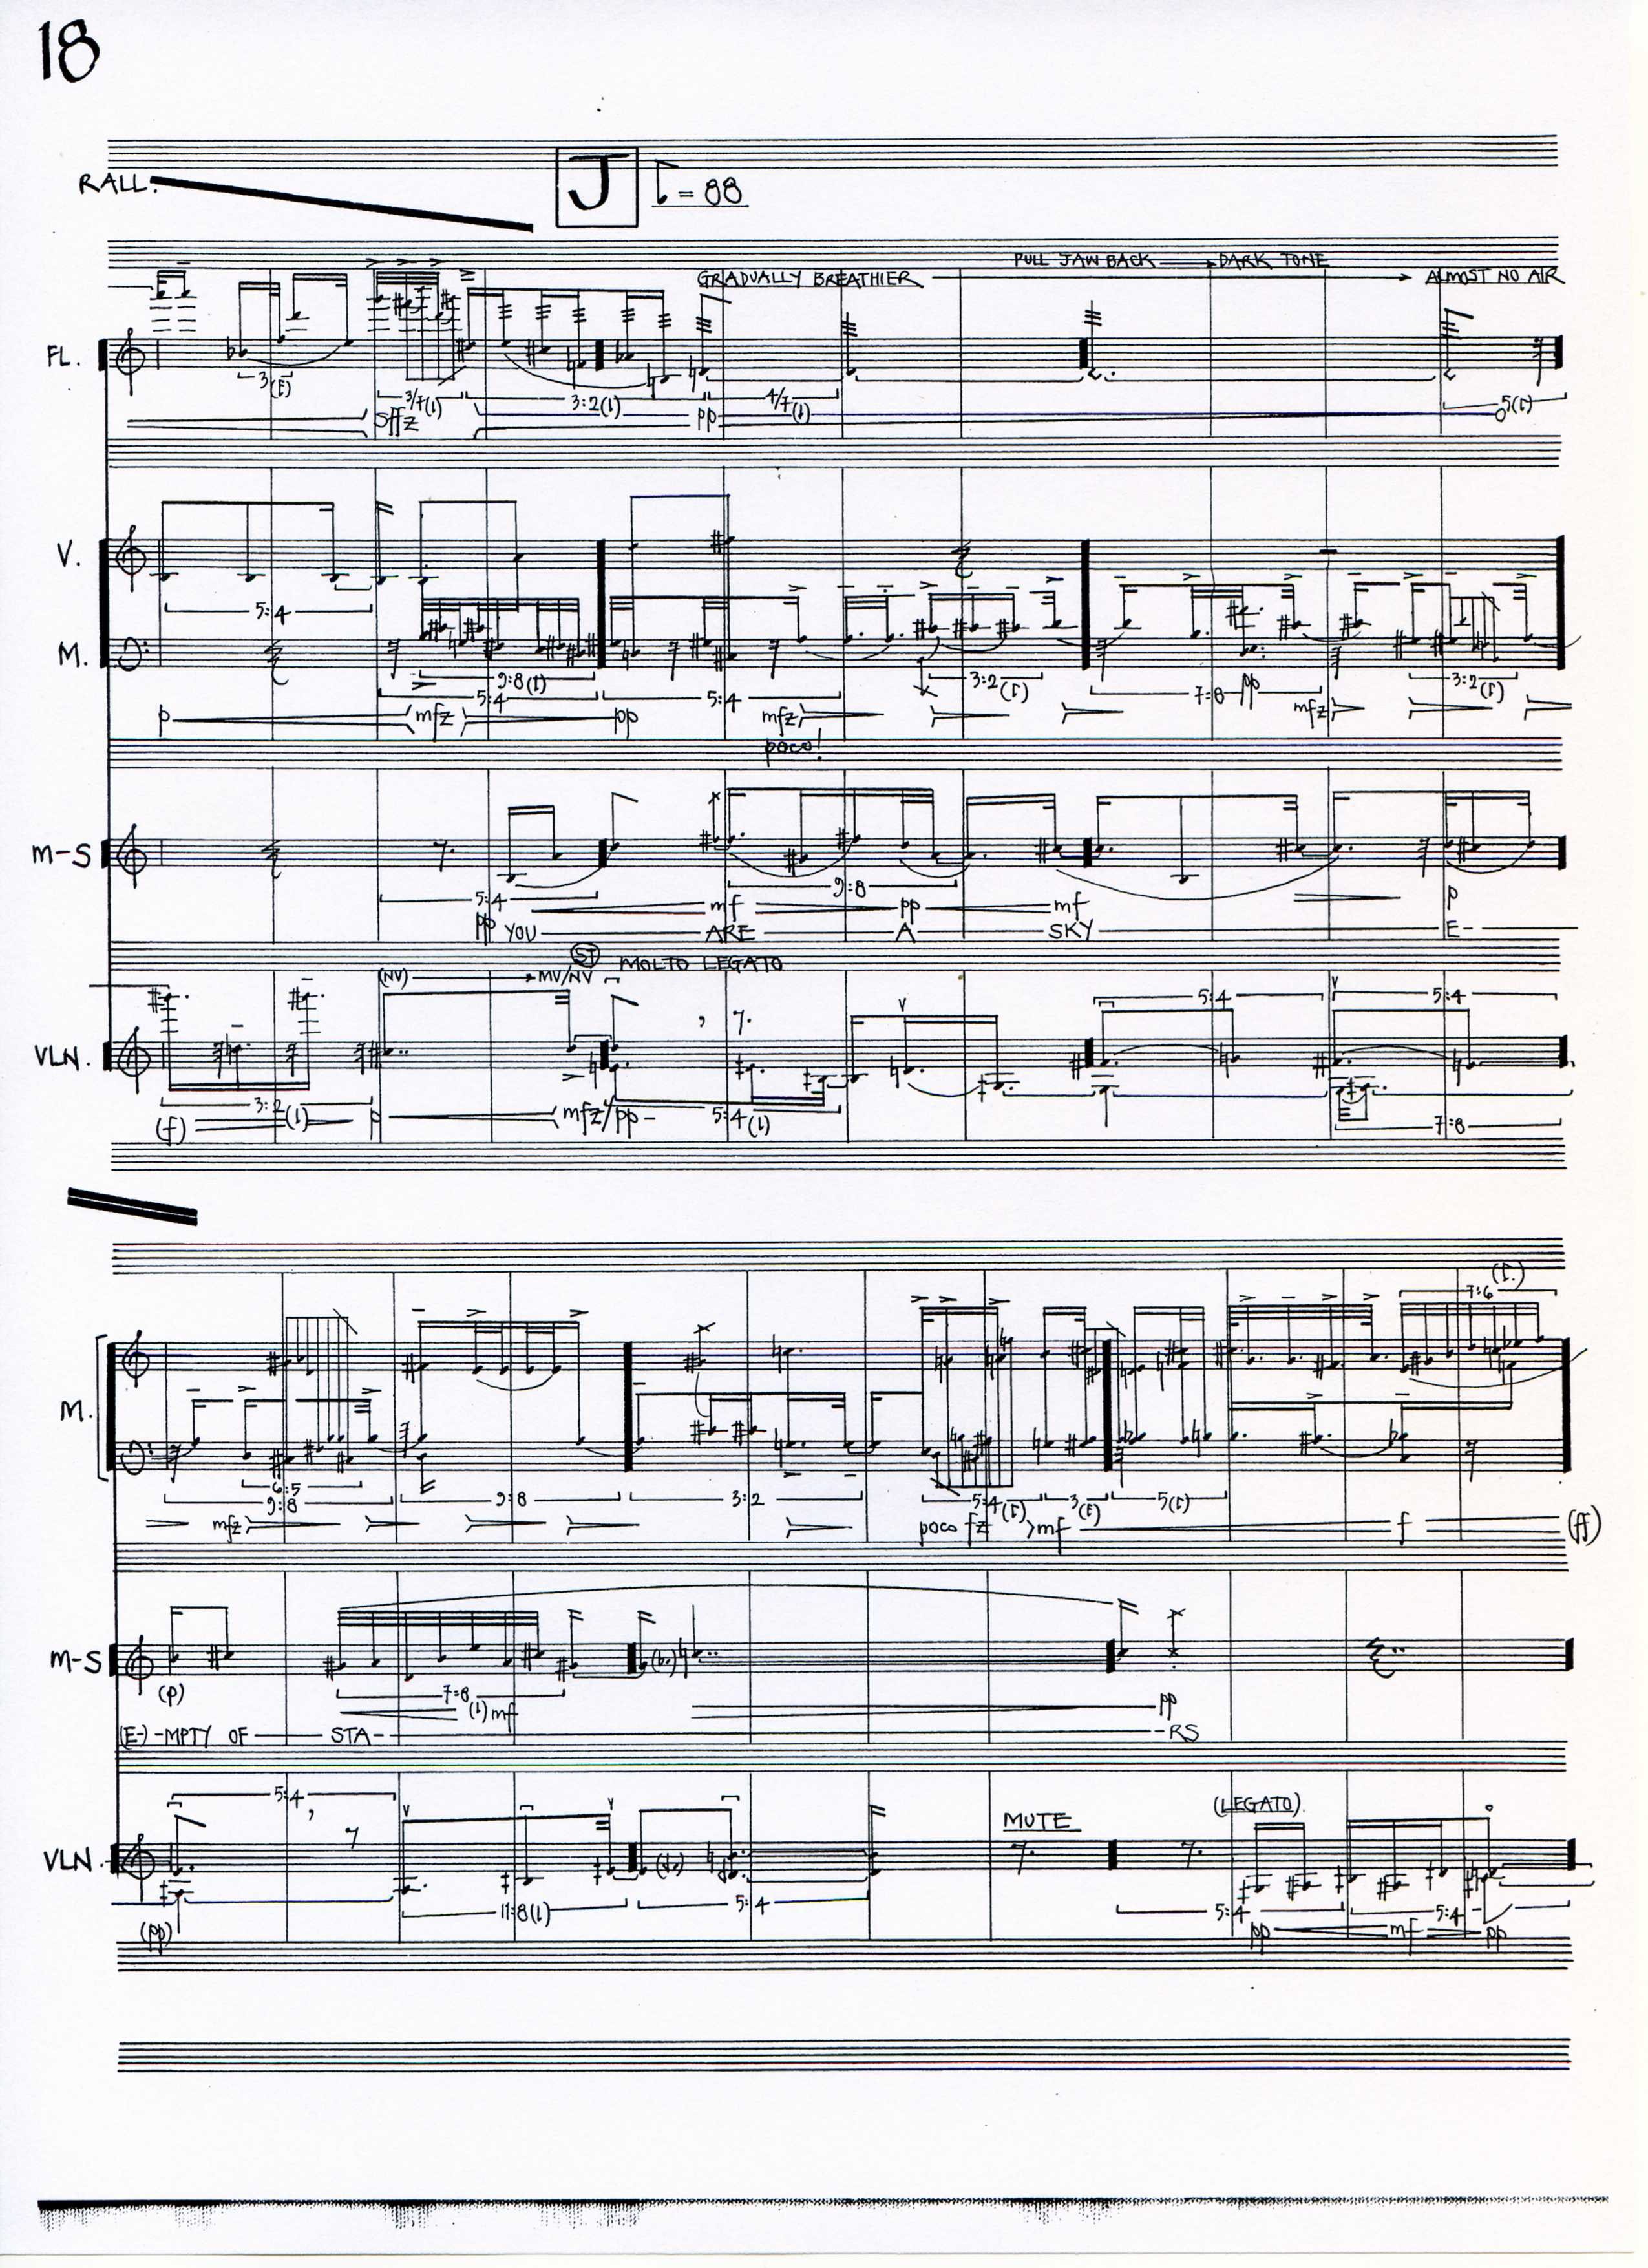 18
RALL.
J = 88
GRADUALLY BREATHIER PULL JAW BACK DARK TONE ALMOST NO AIR
FL.
3 3/7 3:2 4/7 5
sffz pp o
V.
5:4
M.
9:8
5:4 5:4 3:2 7:8 pp 3:2
p mfz pp mfz mfz
poco!
m-S
5:4 9:8
mf pp mf p
pp YOU ARE A SKY E-
(NV) MV/NV ST MOLTO LEGATO
5:4 5:4
VLN.
3:2
(f) p mfz/pp 5:4 7:8
7:6
M.
6:5
9:8 9:8 3:2 5:4 3 5
mfz poco fz mf f (ff)
m-S
(p) 7:8 mf pp
(E-) -MPTY OF STA- -RS
5:4
MUTE (LEGATO)
VLN.
11:8 5:4 5:4 5:4
(pp) pp mf pp